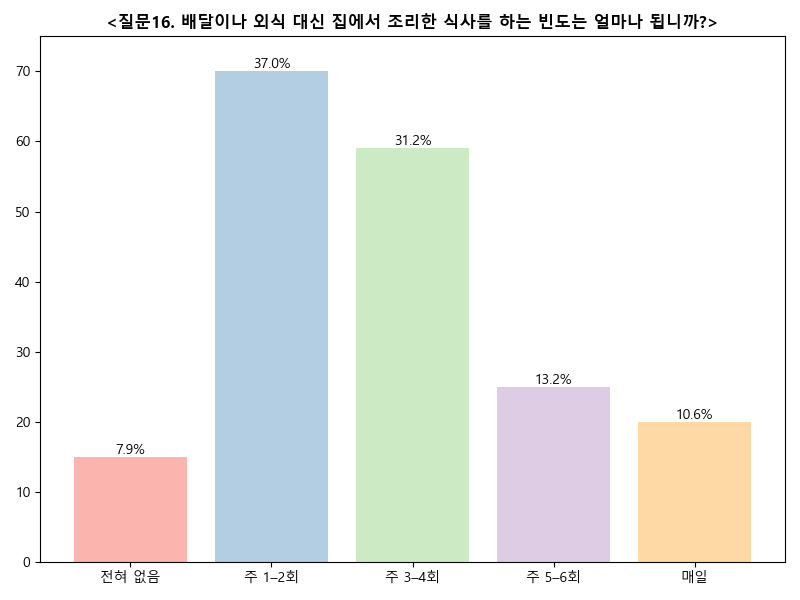 <질문16. 배달이나 외식 대신 집에서 조리한 식사를 하는 빈도는 얼마나 됩니까?>
70
60
50
40
30
20
10
0
7.9%
37.0%
31.2%
13.2%
10.6%
전혀 없음
주 1–2회
주 3–4회
주 5–6회
매일